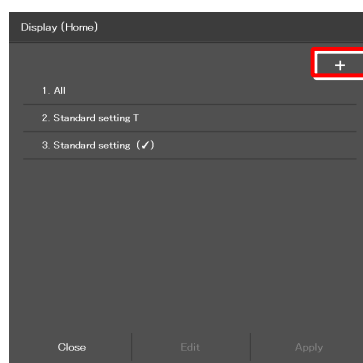 Display (Home)
+
1. All
2. Standard setting T
3. Standard setting (✓)
Close Edit Apply